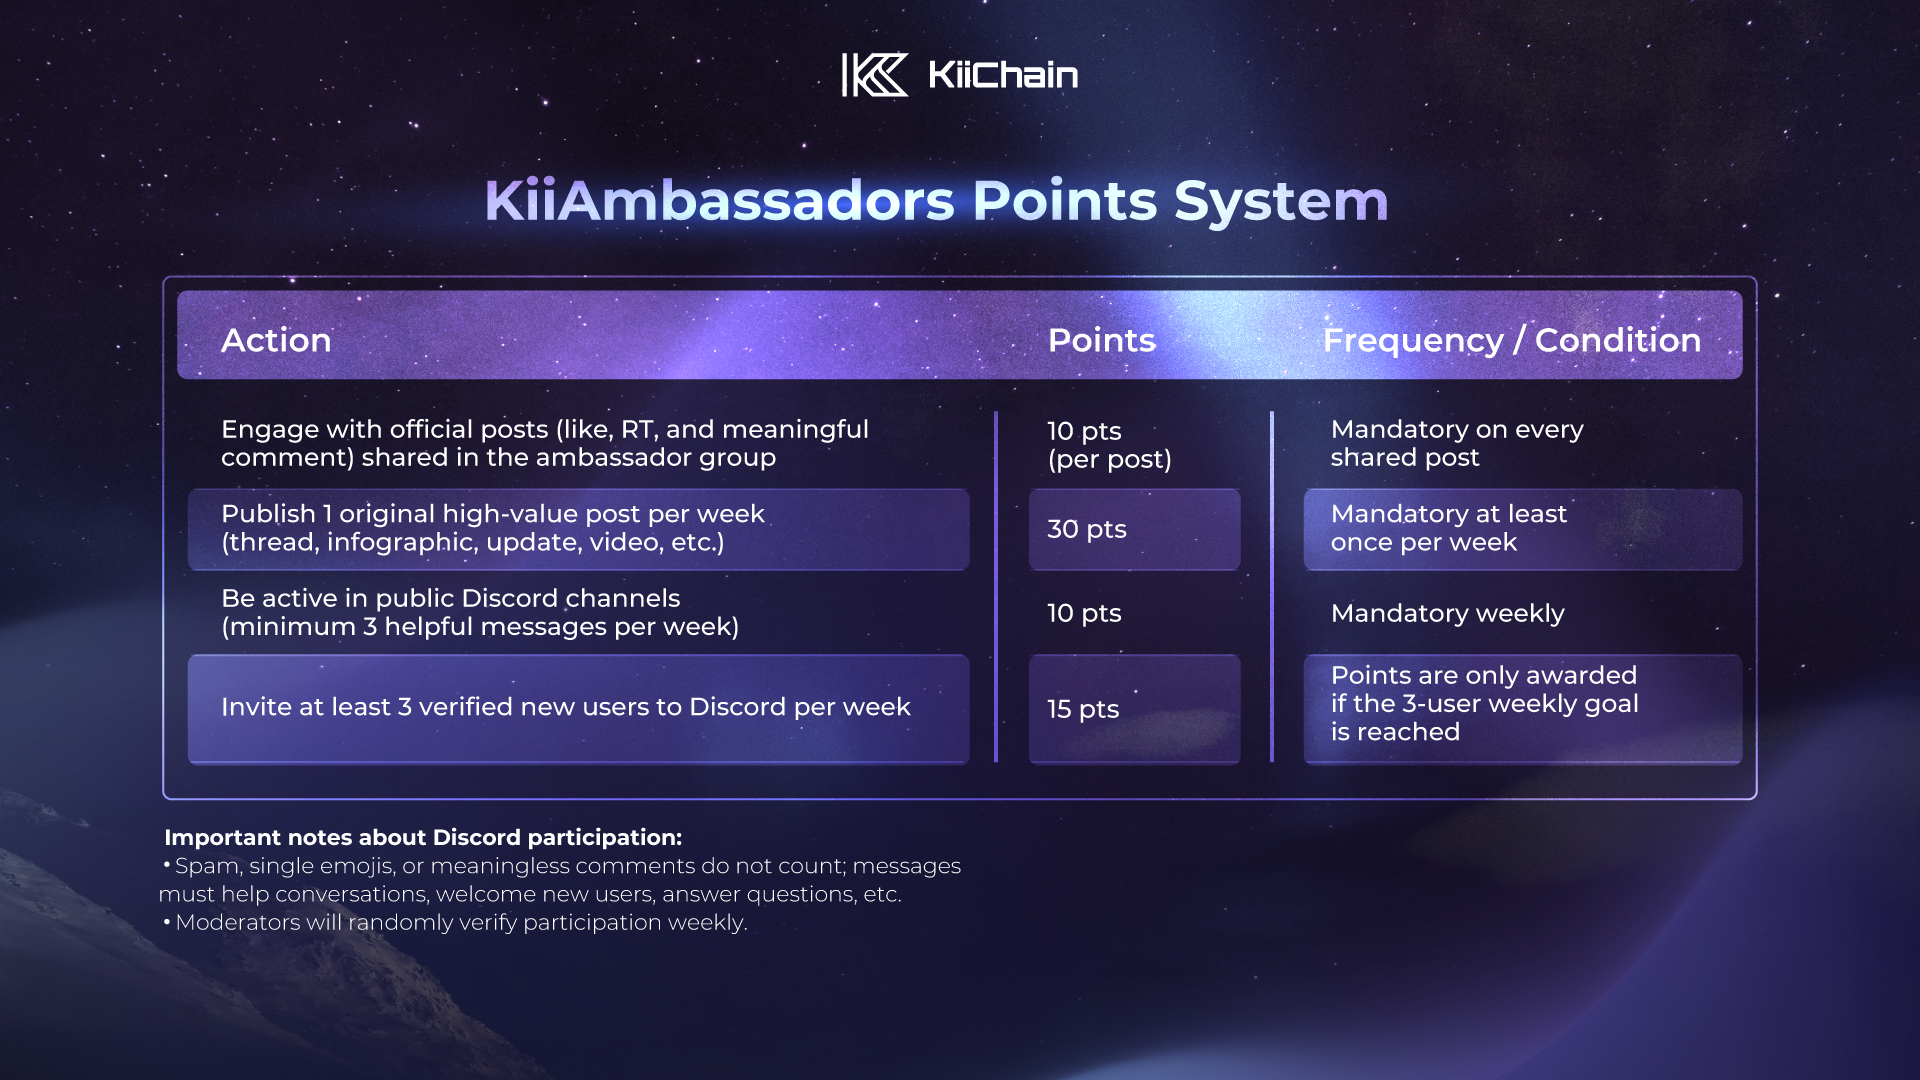 KiiChain
KiiAmbassadors Points System
Action
Points
Frequency / Condition
Engage with official posts (like, RT, and meaningful
comment) shared in the ambassador group
10 pts
(per post)
Mandatory on every
shared post
Publish 1 original high-value post per week
(thread, infographic, update, video, etc.)
30 pts
Mandatory at least
once per week
Be active in public Discord channels
(minimum 3 helpful messages per week)
10 pts
Mandatory weekly
Invite at least 3 verified new users to Discord per week
15 pts
Points are only awarded
if the 3-user weekly goal
is reached
Important notes about Discord participation:
• Spam, single emojis, or meaningless comments do not count; messages
must help conversations, welcome new users, answer questions, etc.
• Moderators will randomly verify participation weekly.